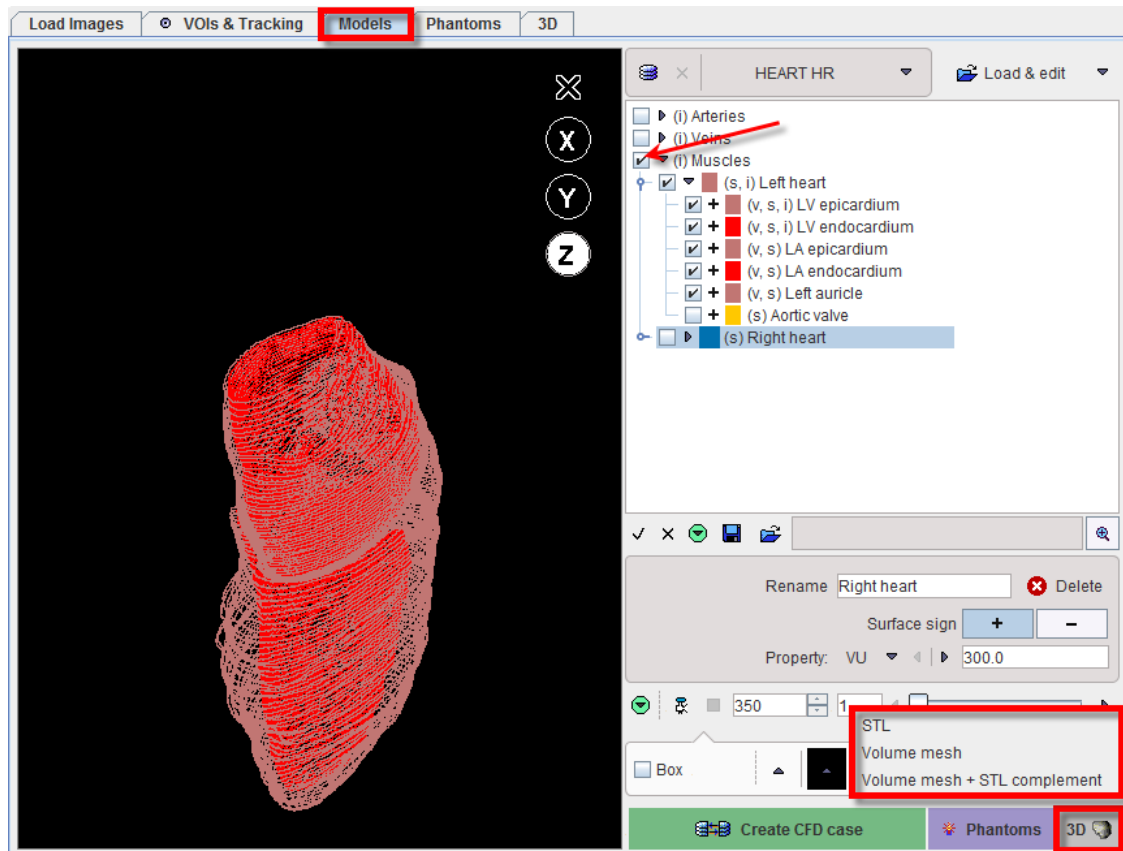 Load Images VOIs & Tracking Models Phantoms 3D
HEART HR Load & edit
X
Y
Z
(i) Arteries
(i) Veins
(i) Muscles
(s, i) Left heart
(v, s, i) LV epicardium
(v, s, i) LV endocardium
(v, s) LA epicardium
(v, s) LA endocardium
(v, s) Left auricle
(s) Aortic valve
(s) Right heart
Rename Right heart Delete
Surface sign + −
Property: VU 300.0
350 1
STL
Volume mesh
Volume mesh + STL complement
Box
Create CFD case Phantoms 3D